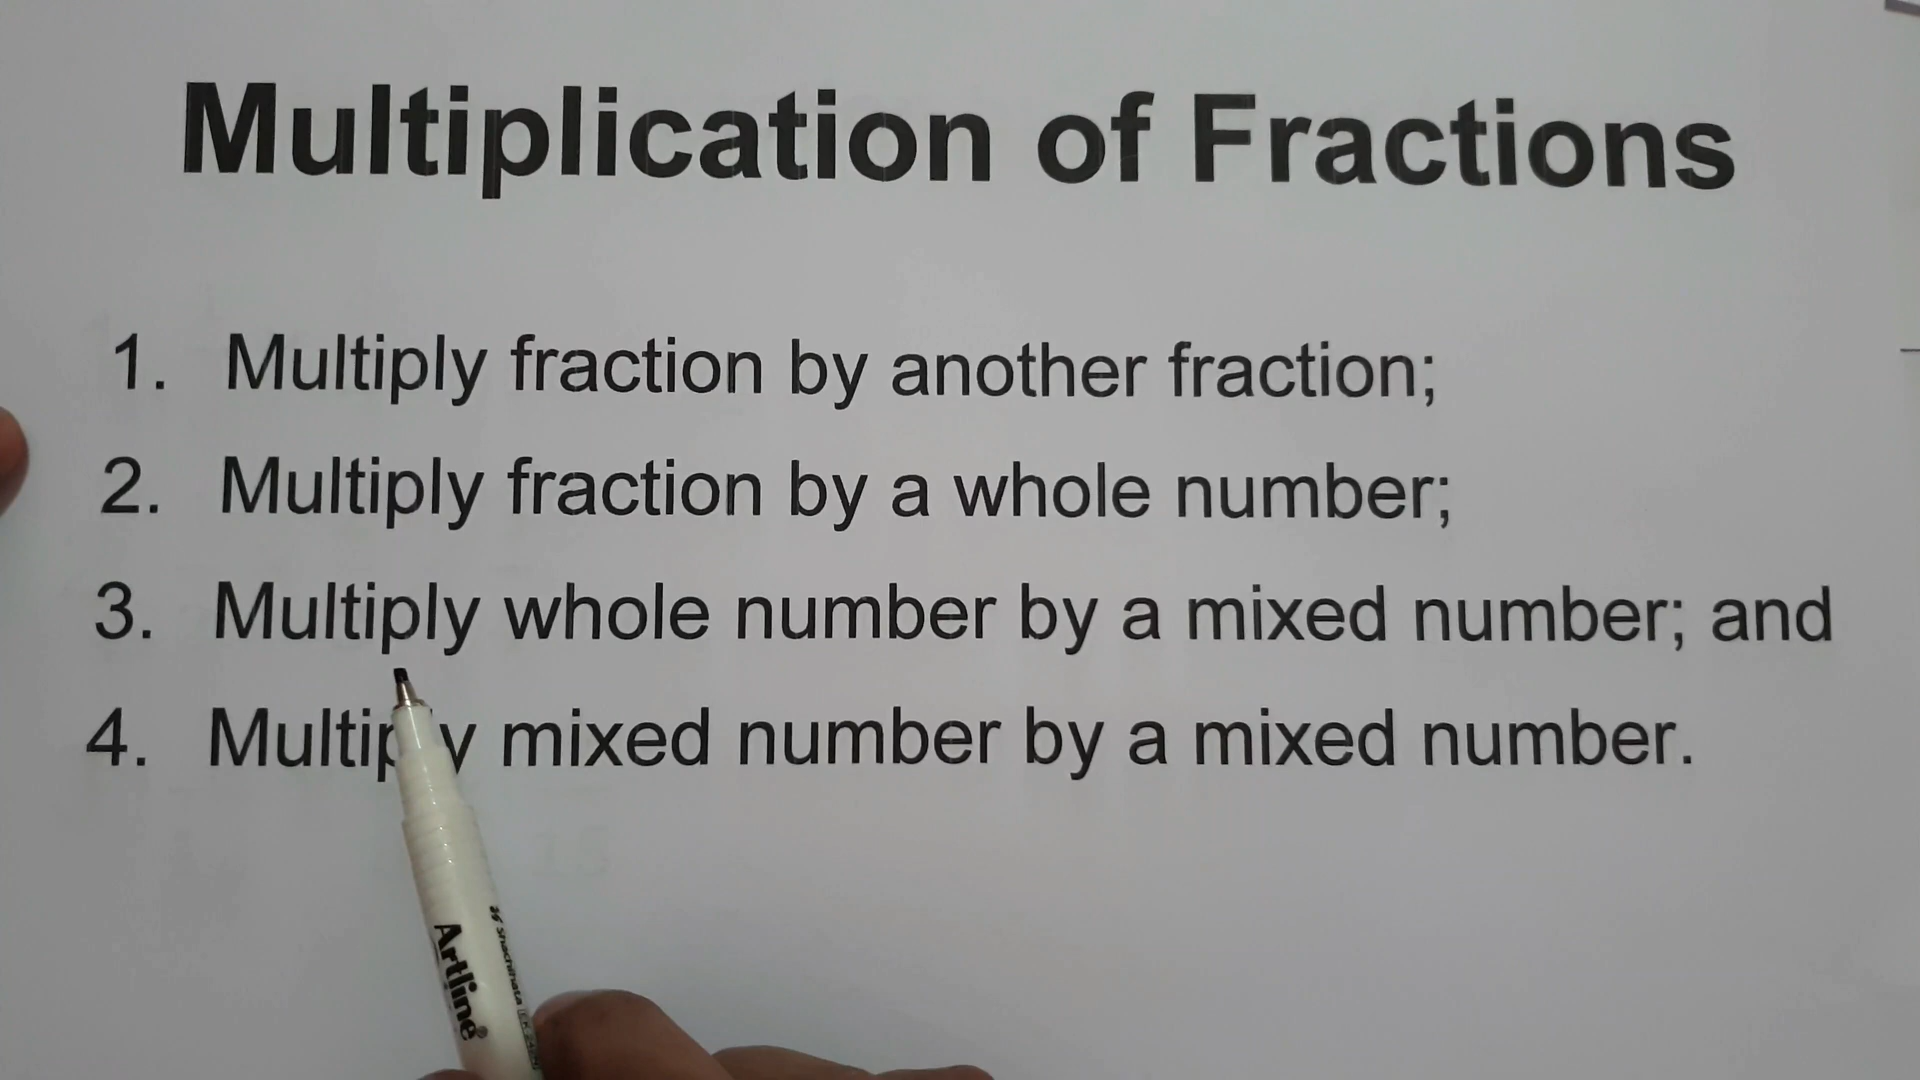 Multiplication of Fractions
1. Multiply fraction by another fraction;
2. Multiply fraction by a whole number;
3. Multiply whole number by a mixed number; and
4. Multiply mixed number by a mixed number.
Shachihata
Artline®